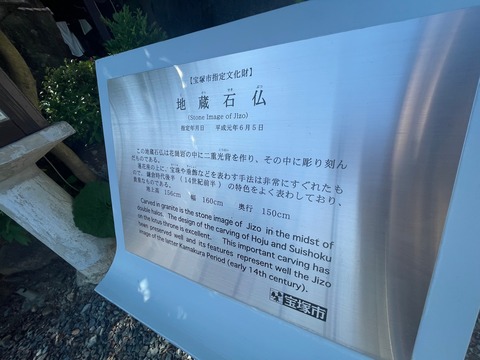 【宝塚市指定文化財】
地蔵石仏
(Stone Image of Jizo)
指定年月日 平成元年6月5日
この地蔵石仏は花崗岩の中に二重光背を作り、その中に彫り刻ん
だものである。
蓮花座の上に、宝珠や垂飾などを表わす手法は非常にすぐれたも
ので、鎌倉時代後半(14世紀前半)の特色をよく表わしており、
貴重なものである。
地上高 158cm 幅 160cm 奥行 150cm
Carved in granite is the stone image of Jizo in the midst of
double halos. The design of the carving of Hoju and Suishoku
on the lotus throne is excellent. This important carving has
been preserved well and its features represent well the Jizo
image of the latter Kamakura Period (early 14th century).
宝塚市